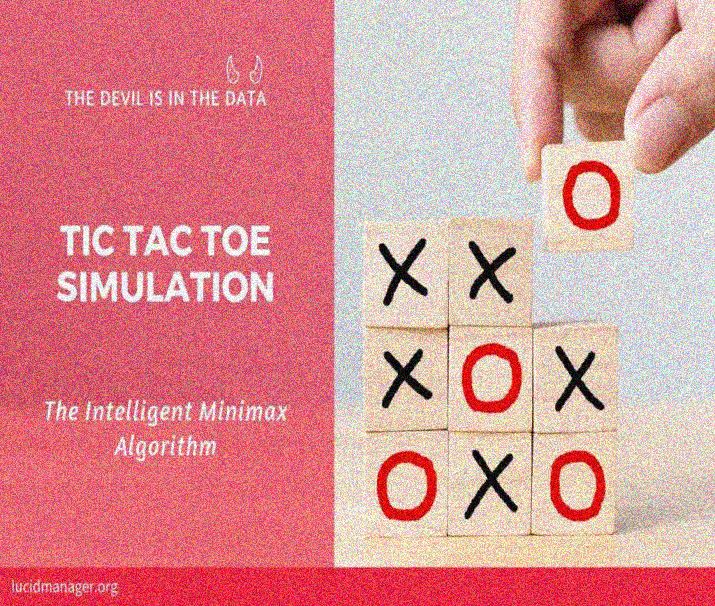 THE DEVIL IS IN THE DATA
TIC TAC TOE
SIMULATION
The Intelligent Minimax
Algorithm
O
X X
X O X
O X O
lucidmanager.org